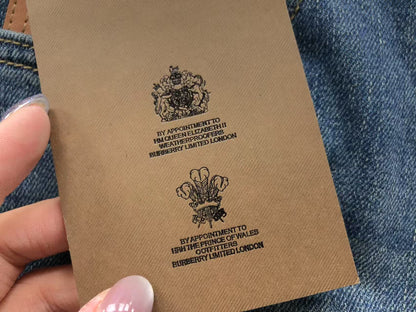 BY APPOINTMENT TO
HM QUEEN ELIZABETH II
WEATHERPROOFERS
BURBERRY LIMITED LONDON
BY APPOINTMENT TO
HRH THE PRINCE OF WALES
OUTFITTERS
BURBERRY LIMITED LONDON